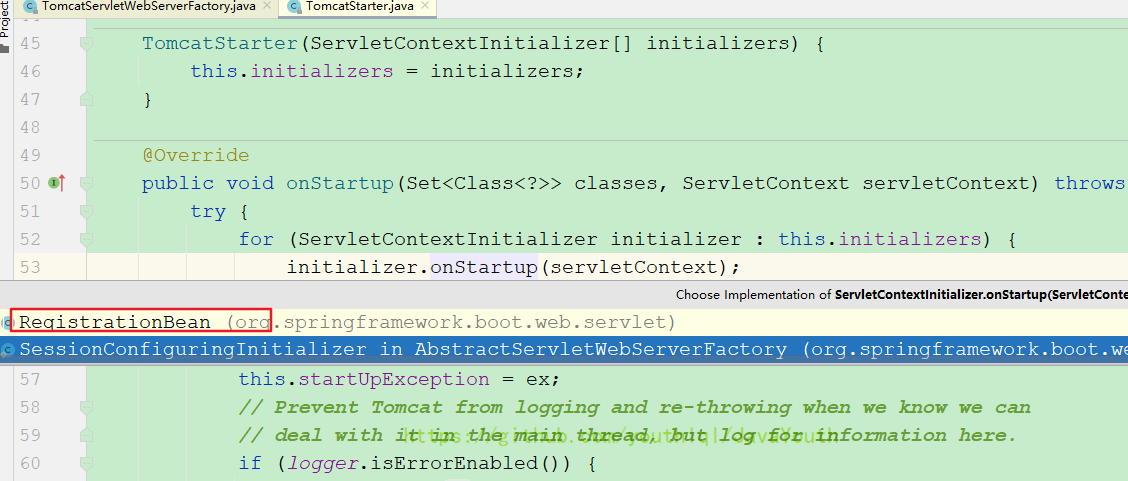 Project
TomcatServletWebServerFactory.java × TomcatStarter.java ×
45 TomcatStarter(ServletContextInitializer[] initializers) {
46 this.initializers = initializers;
47 }
48
49 @Override
50 public void onStartup(Set<Class<?>> classes, ServletContext servletContext) throws
51 try {
52 for (ServletContextInitializer initializer : this.initializers) {
53 initializer.onStartup(servletContext);
Choose Implementation of ServletContextInitializer.onStartup(ServletConte
RegistrationBean (org.springframework.boot.web.servlet)
SessionConfiguringInitializer in AbstractServletWebServerFactory (org.springframework.boot.we
57 this.startUpException = ex;
58 // Prevent Tomcat from logging and re-throwing when we know we can
59 // deal with it in the main thread, but log for information here.
https://github.com/youthlql/JavaYouth
60 if (logger.isErrorEnabled()) {